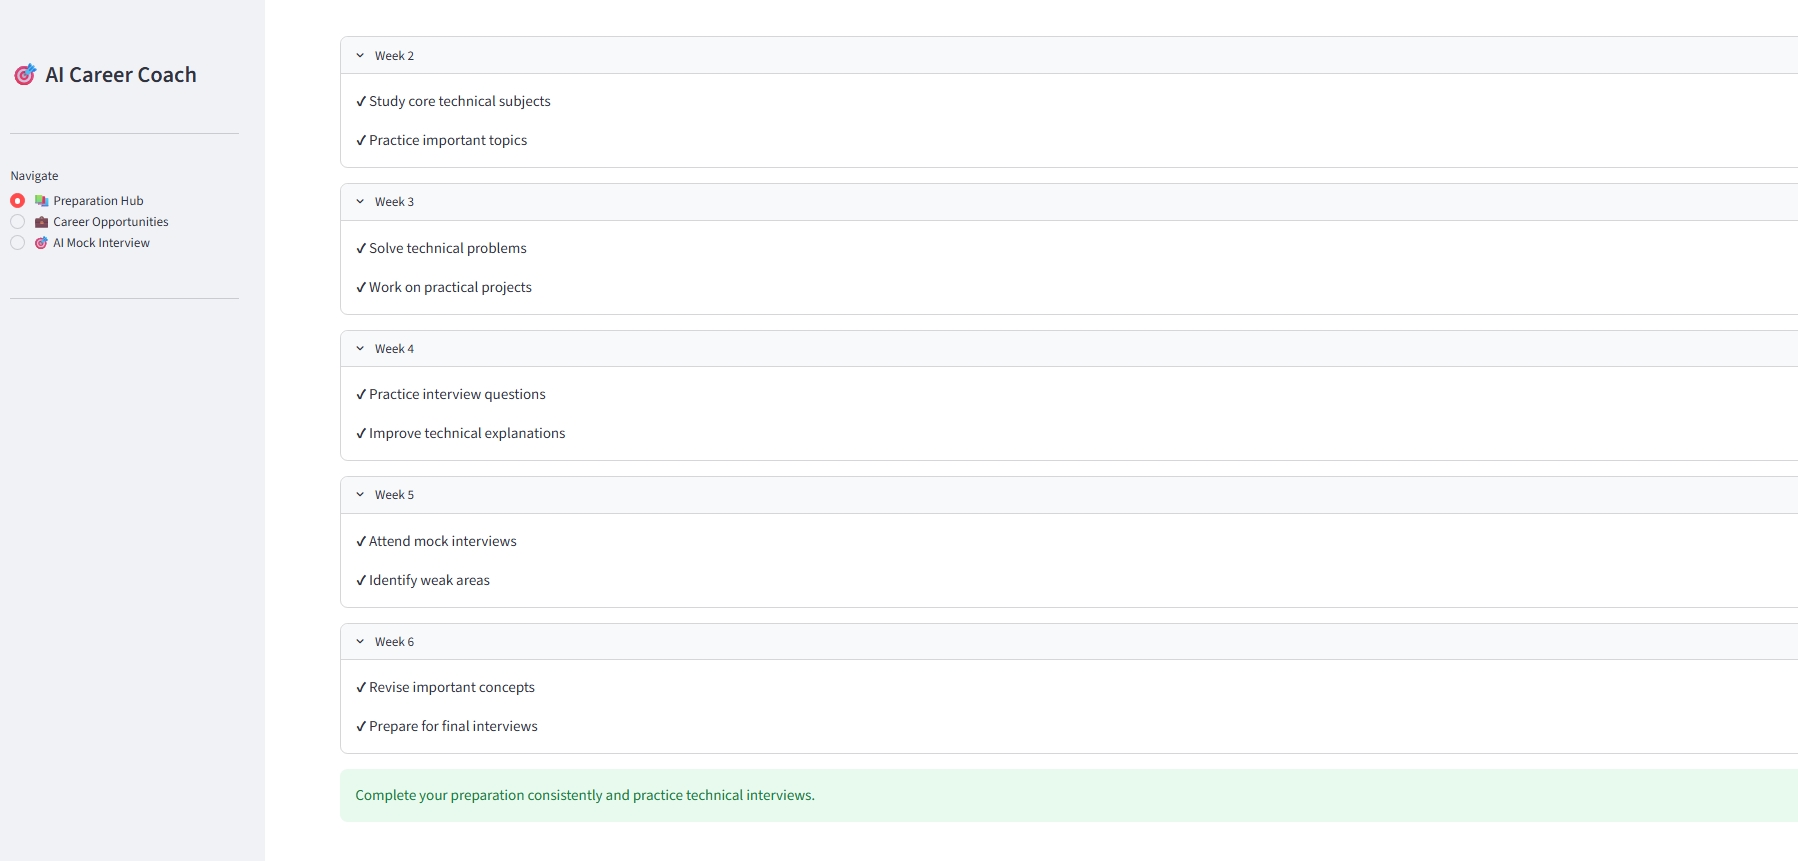 AI Career Coach
Navigate
Preparation Hub
Career Opportunities
AI Mock Interview
Week 2
✔ Study core technical subjects
✔ Practice important topics
Week 3
✔ Solve technical problems
✔ Work on practical projects
Week 4
✔ Practice interview questions
✔ Improve technical explanations
Week 5
✔ Attend mock interviews
✔ Identify weak areas
Week 6
✔ Revise important concepts
✔ Prepare for final interviews
Complete your preparation consistently and practice technical interviews.